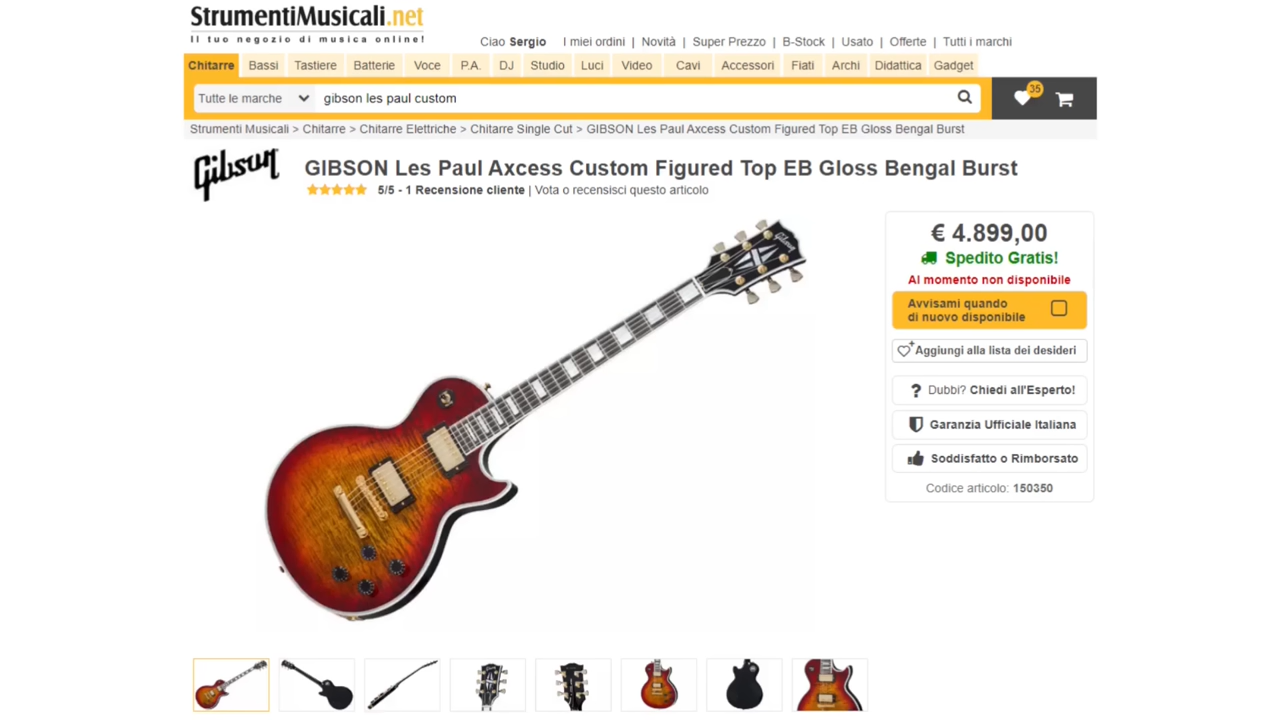 StrumentiMusicali.net
Il tuo negozio di musica online!
Ciao Sergio I miei ordini | Novità | Super Prezzo | B-Stock | Usato | Offerte | Tutti i marchi
Chitarre Bassi Tastiere Batterie Voce P.A. DJ Studio Luci Video Cavi Accessori Fiati Archi Didattica Gadget
Tutte le marche gibson les paul custom 35
Strumenti Musicali > Chitarre > Chitarre Elettriche > Chitarre Single Cut > GIBSON Les Paul Axcess Custom Figured Top EB Gloss Bengal Burst
Gibson GIBSON Les Paul Axcess Custom Figured Top EB Gloss Bengal Burst
5/5 - 1 Recensione cliente | Vota o recensisci questo articolo
€ 4.899,00
Spedito Gratis!
Al momento non disponibile
Avvisami quando
di nuovo disponibile
Aggiungi alla lista dei desideri
Dubbi? Chiedi all'Esperto!
Garanzia Ufficiale Italiana
Soddisfatto o Rimborsato
Codice articolo: 150350
Gibson